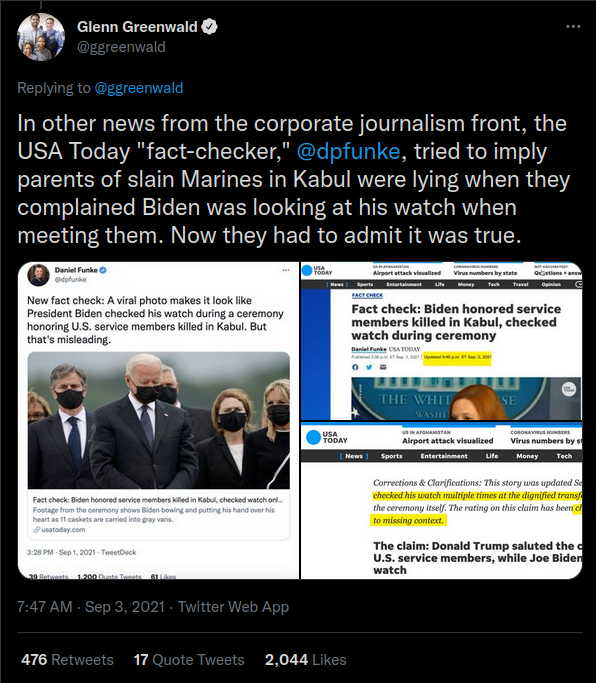 Glenn Greenwald
@ggreenwald
Replying to @ggreenwald
In other news from the corporate journalism front, the
USA Today "fact-checker," @dpfunke, tried to imply
parents of slain Marines in Kabul were lying when they
complained Biden was looking at his watch when
meeting them. Now they had to admit it was true.
Daniel Funke
@dpfunke
New fact check: A viral photo makes it look like
President Biden checked his watch during a ceremony
honoring U.S. service members killed in Kabul. But
that's misleading.
Fact check: Biden honored service members killed in Kabul, checked watch onl...
Footage from the ceremony shows Biden bowing and putting his hand over his
heart as 11 caskets are carried into gray vans.
usatoday.com
3:28 PM · Sep 1, 2021 · TweetDeck
39 Retweets 1,200 Quote Tweets 61 Likes
USA
TODAY
US IN AFGHANISTAN
Airport attack visualized
CORONAVIRUS NUMBERS
Virus numbers by state
NOT VACCINATED?
Questions + answ
[ News ] Sports Entertainment Life Money Tech Travel Opinion
FACT CHECK
Fact check: Biden honored service
members killed in Kabul, checked
watch during ceremony
Daniel Funke USA TODAY
Published 2:08 p.m. ET Sep. 1, 2021 Updated 9:46 p.m. ET Sep. 2, 2021
THE WHITE HOUSE
WASHI
USA
TODAY
US IN AFGHANISTAN
Airport attack visualized
CORONAVIRUS NUMBERS
Virus numbers by st
[ News ] Sports Entertainment Life Money Tech
Corrections & Clarifications: This story was updated Se
checked his watch multiple times at the dignified transf
the ceremony itself. The rating on this claim has been ch
to missing context.
The claim: Donald Trump saluted the c
U.S. service members, while Joe Biden
watch
7:47 AM · Sep 3, 2021 · Twitter Web App
476 Retweets 17 Quote Tweets 2,044 Likes